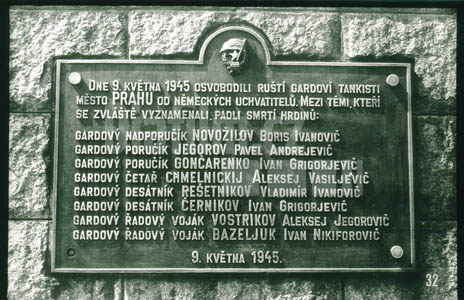 DNE 9. KVĚTNA 1945 OSVOBODILI RUŠTÍ GARDOVÍ TANKISTI
MĚSTO PRAHU OD NĚMECKÝCH UCHVATITELŮ. MEZI TĚMI, KTEŘÍ
SE ZVLÁŠTĚ VYZNAMENALI, PADLI SMRTÍ HRDINŮ:
GARDOVÝ NADPORUČÍK NOVOŽILOV BORIS IVANOVIČ
GARDOVÝ PORUČÍK JEGOROV PAVEL ANDREJEVIČ
GARDOVÝ PORUČÍK GONČARENKO IVAN GRIGORJEVIČ
GARDOVÝ ČETAŘ CHMELNICKIJ ALEKSEJ VASILJEVIČ
GARDOVÝ DESÁTNÍK REŠETNIKOV VLADIMÍR IVANOVIČ
GARDOVÝ DESÁTNÍK ČERNIKOV IVAN GRIGORJEVIČ
GARDOVÝ ŘADOVÝ VOJÁK VOSTRIKOV ALEKSEJ JEGOROVIČ
GARDOVÝ ŘADOVÝ VOJÁK BAZELJUK IVAN NIKIFOROVIČ
9. KVĚTNA 1945.
32